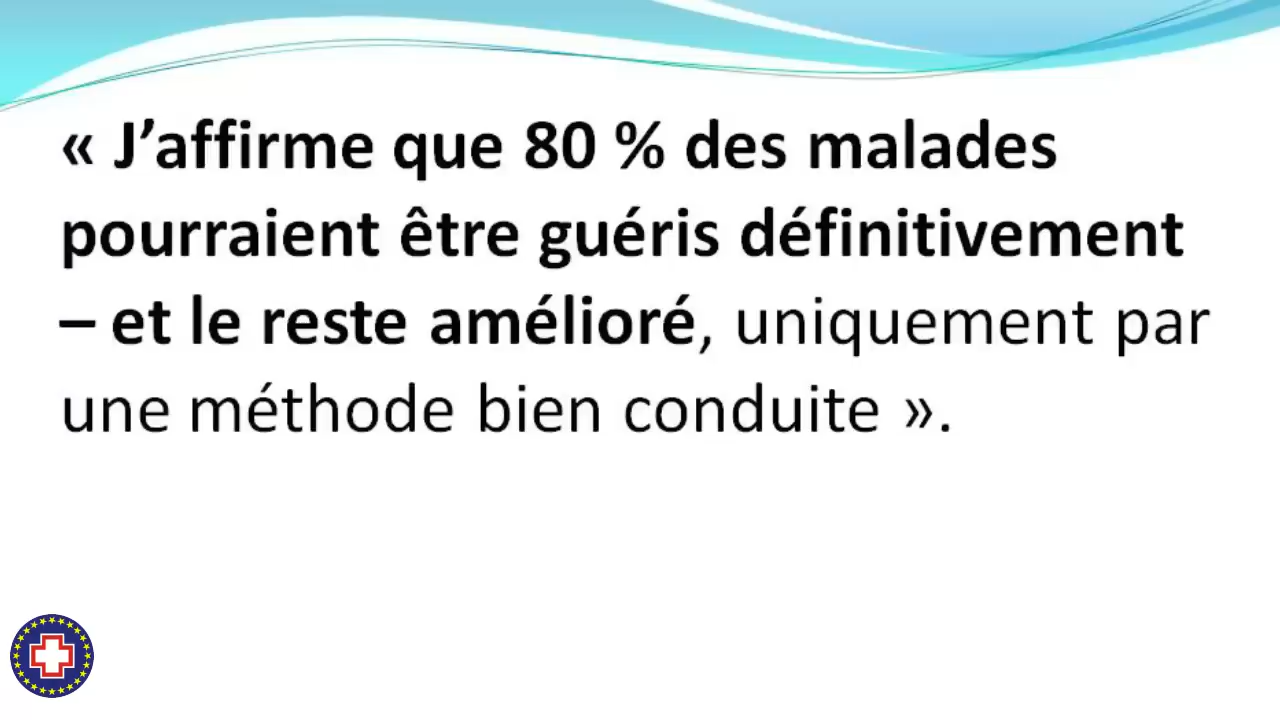 « J’affirme que 80 % des malades
pourraient être guéris définitivement
– et le reste amélioré, uniquement par
une méthode bien conduite ».